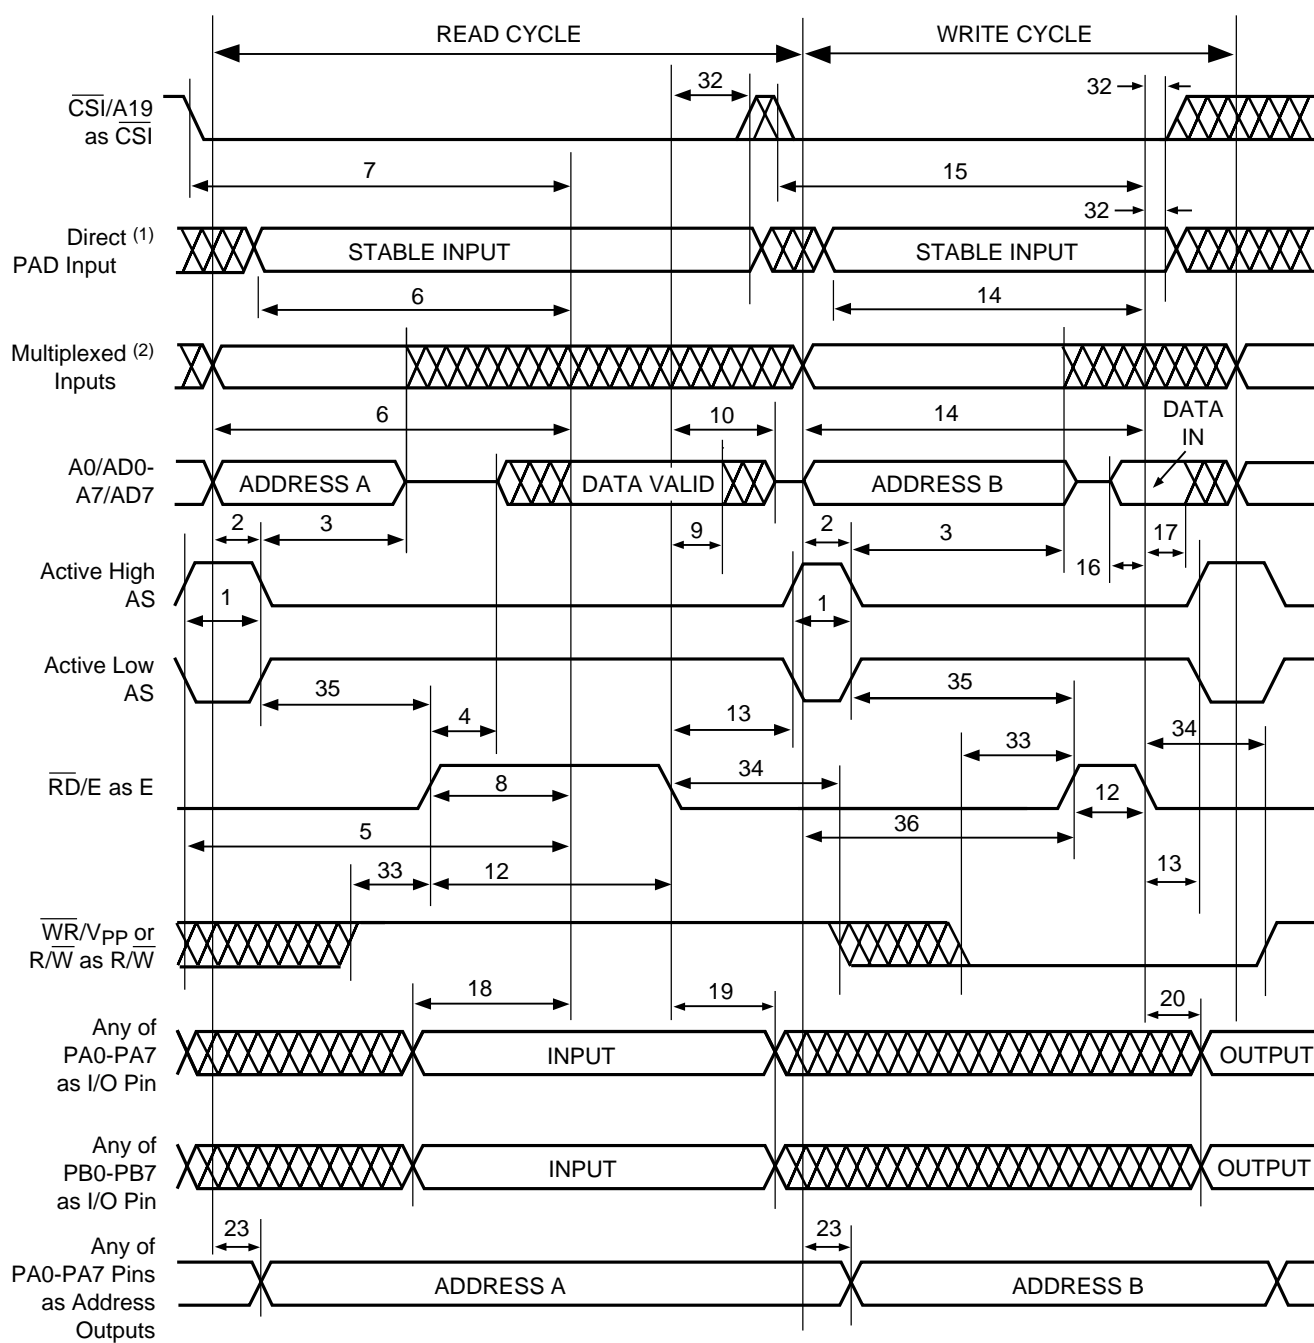 READ CYCLE WRITE CYCLE
32 32
CSI/A19
as CSI
7 15
32
Direct (1)
PAD Input
STABLE INPUT STABLE INPUT
6 14
Multiplexed (2)
Inputs
6 10 14 DATA
IN
A0/AD0-
A7/AD7
ADDRESS A DATA VALID ADDRESS B
2 3 9 2 3 16 17
Active High
AS
1 1
Active Low
AS
35 4 13 35 34
33
RD/E as E
8 34 12
5 36
33 12 13
WR/VPP or
R/W as R/W
18 19 20
Any of
PA0-PA7
as I/O Pin
INPUT OUTPUT
Any of
PB0-PB7
as I/O Pin
INPUT OUTPUT
23 23
Any of
PA0-PA7 Pins
as Address
Outputs
ADDRESS A ADDRESS B